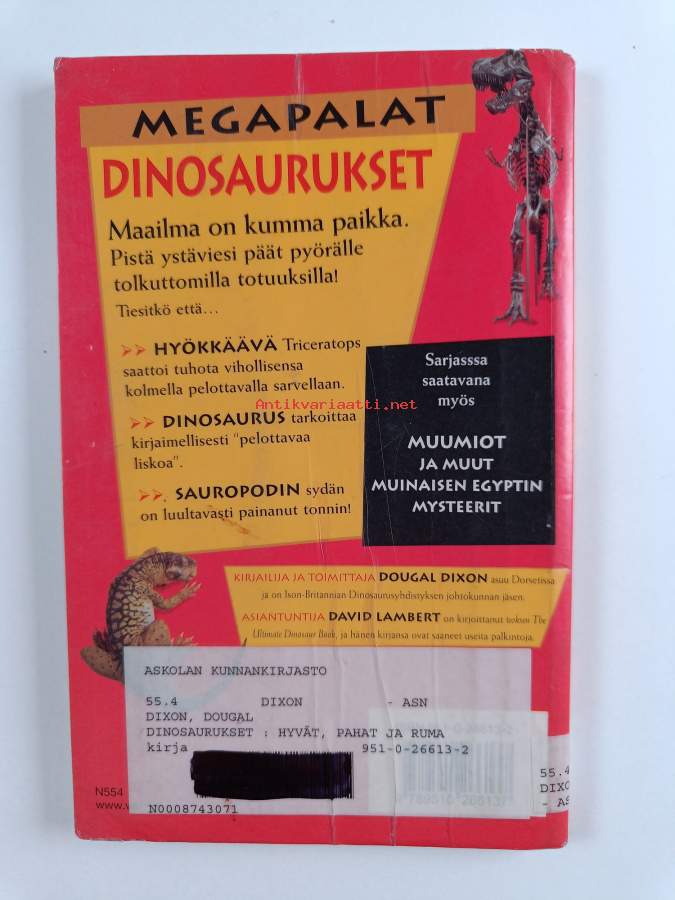 MEGAPALAT
DINOSAURUKSET
Maailma on kumma paikka.
Pistä ystäviesi päät pyörälle
tolkuttomilla totuuksilla!
Tiesitkö että...
>> HYÖKKÄÄVÄ Triceratops
saattoi tuhota vihollisensa
kolmella pelottavalla sarvellaan.
Antikvariaatti.net
>> DINOSAURUS tarkoittaa
kirjaimellisesti "pelottavaa
liskoa".
>> SAUROPODIN sydän
on luultavasti painanut tonnin!
Sarjasssa
saatavana
myös
MUUMIOT
JA MUUT
MUINAISEN EGYPTIN
MYSTEERIT
KIRJAILIJA JA TOIMITTAJA DOUGAL DIXON asuu Dorsetissa
ja on Ison-Britannian Dinosaurusyhdistyksen johtokunnan jäsen.
ASIANTUNTIJA DAVID LAMBERT on kirjoittanut teoksen The
Ultimate Dinosaur Book, ja hänen kirjansa ovat saaneet useita palkintoja.
ASKOLAN KUNNANKIRJASTO
55.4 DIXON - ASN
DIXON, DOUGAL
DINOSAURUKSET : HYVÄT, PAHAT JA RUMA
kirja 951-0-26613-2
N0008743071
N554
www.
55.4
DIXO
- AS